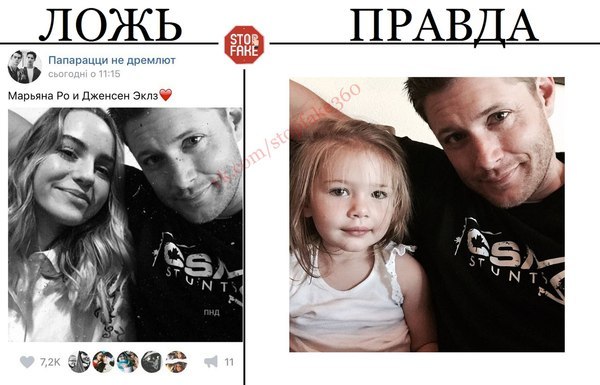 ЛОЖЬ
STOP
FAKE
ПРАВДА
Папарацци не дремлют
сьогодні о 11:15
Марьяна Ро и Дженсен Эклз❤
CSA
STUNTS
пнд
7,2K
11
vk.com/stopfake360
CSA
STUNTS